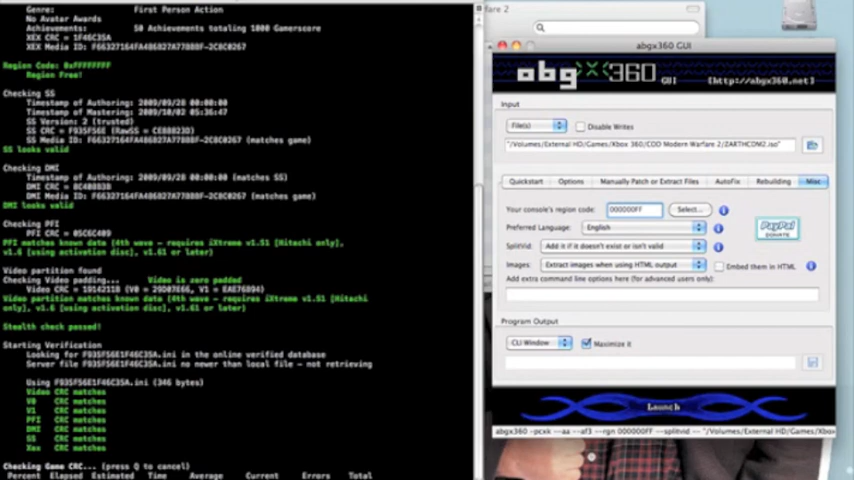 Genre: First Person Action
No Avatar Awards
Achievements: 50 Achievements totaling 1000 Gamerscore
XEX CRC = 1F46C35A
XEX Media ID: F66327164FA486827A77888F-2C8C0267
Region Code: 0xFFFFFFFF
Region Free!
Checking SS
Timestamp of Authoring: 2009/09/28 00:00:00
Timestamp of Mastering: 2009/10/02 05:36:47
SS Version: 2 (trusted)
SS CRC = F935F56E (RawSS = CE88823D)
SS Media ID: F66327164FA486827A77888F-2C8C0267 (matches game)
SS looks valid
Checking DMI
Timestamp of Authoring: 2009/09/28 00:00:00 (matches SS)
DMI CRC =
DMI Media ID: F66327164FA486827A77888F-2C8C0267 (matches game)
DMI looks valid
Checking PFI
PFI CRC = 05C6C409
PFI matches known data (4th wave - requires iXtreme v1.51 [Hitachi only],
v1.6 [using activation disc], v1.61 or later)
Video partition found
Checking Video padding... Video is zero padded
Video CRC = 19142118 (V0 = 29D07EE6, V1 = EAE76894)
Video partition matches known data (4th wave - requires iXtreme v1.51 [Hitachi
only], v1.6 [using activation disc], v1.61 or later)
Stealth check passed!
Starting Verification
Looking for F935F56E1F46C35A.ini in the online verified database
Server file F935F56E1F46C35A.ini no newer than local file - not retrieving
Using F935F56E1F46C35A.ini (346 bytes)
Video CRC matches
V0 CRC matches
V1 CRC matches
PFI CRC matches
DMI CRC matches
SS CRC matches
Xex CRC matches
Checking Game CRC... (press Q to cancel)
Percent Elapsed Estimated Time Average Current Errors Total
fare 2
abgx360 GUI
abgx360 GUI [http://abgx360.net]
Input
File(s) Disable Writes
"/Volumes/External HD/Games/Xbox 360/COD Modern Warfare 2/ZARTHCOM2.iso"
Quickstart Options Manually Patch or Extract Files AutoFix Rebuilding Misc
Your console's region code: 000000FF Select...
Preferred Language: English
PayPal
DONATE
SplitVid: Add it if it doesn't exist or isn't valid
Images: Extract images when using HTML output Embed them in HTML
Add extra command line options here (for advanced users only):
Program Output
CLI Window Maximize it
Launch
abgx360 -pcxk --aa --af3 --rgn 000000FF --splitvid -- "/Volumes/External HD/Games/Xbox